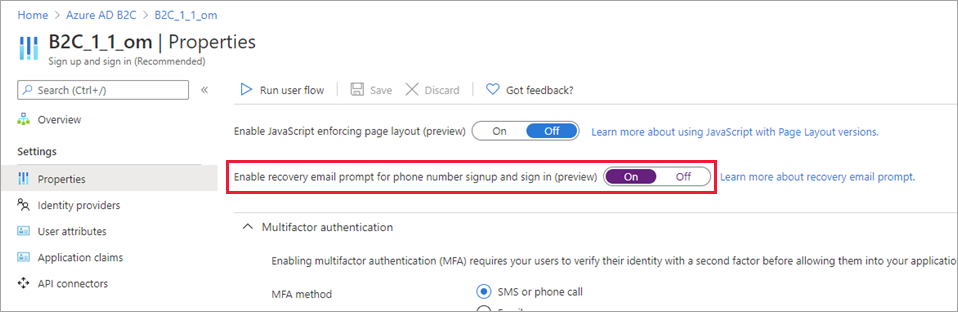 Home > Azure AD B2C > B2C_1_1_om
B2C_1_1_om | Properties
Sign up and sign in (Recommended)
Search (Ctrl+/) «
Overview
Settings
Properties
Identity providers
User attributes
Application claims
API connectors
Run user flow Save Discard Got feedback?
Enable JavaScript enforcing page layout (preview) On Off Learn more about using JavaScript with Page Layout versions.
Enable recovery email prompt for phone number signup and sign in (preview) On Off Learn more about recovery email prompt.
Multifactor authentication
Enabling multifactor authentication (MFA) requires your users to verify their identity with a second factor before allowing them into your application
MFA method SMS or phone call